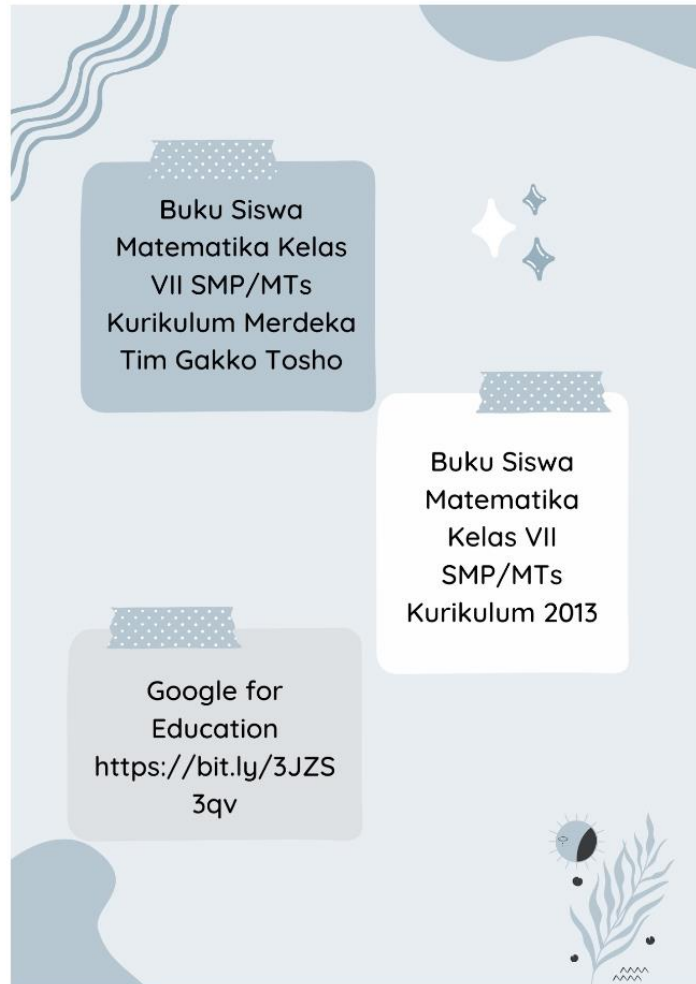 Buku Siswa
Matematika Kelas
VII SMP/MTs
Kurikulum Merdeka
Tim Gakko Tosho
Buku Siswa
Matematika
Kelas VII
SMP/MTs
Kurikulum 2013
Google for
Education
https://bit.ly/3JZS
3qv